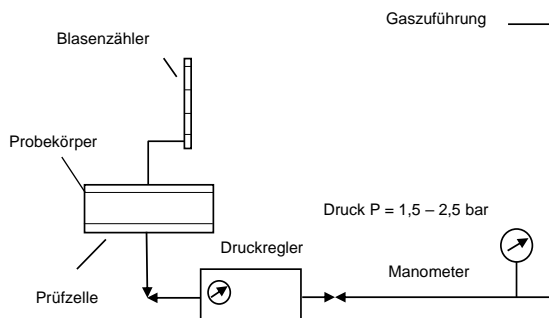 Gaszuführung
Blasenzähler
Probekörper
Druck P = 1,5 – 2,5 bar
Druckregler
Manometer
Prüfzelle